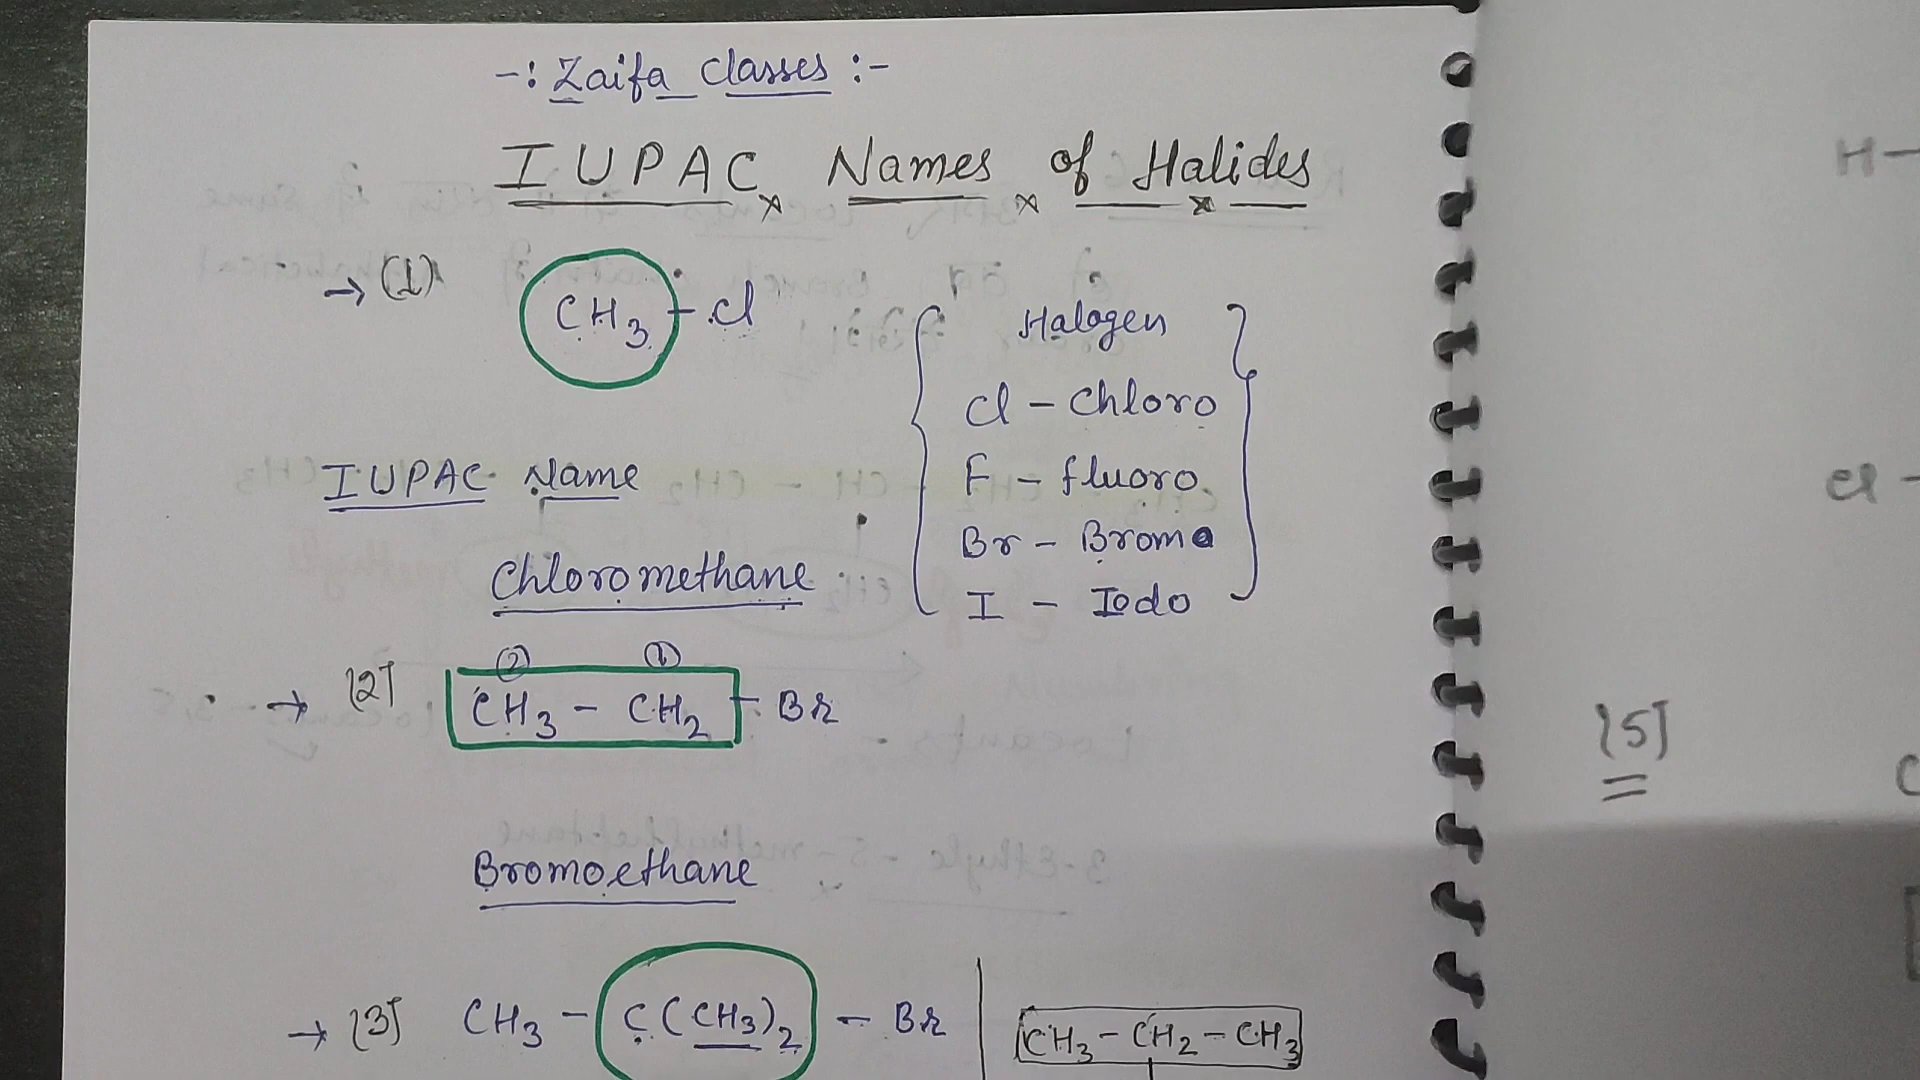 -: Zaifa classes :-
IUPAC Names of Halides
→ (1) CH3 - Cl
Halogen
Cl - Chloro
F - fluoro
Br - Bromo
I - Iodo
IUPAC Name
Chloromethane
② ①
→ [2] CH3 - CH2 - Br
Bromoethane
→ [3] CH3 - C(CH3)2 - Br
CH3 - CH2 - CH3
H -
Cl -
[5]